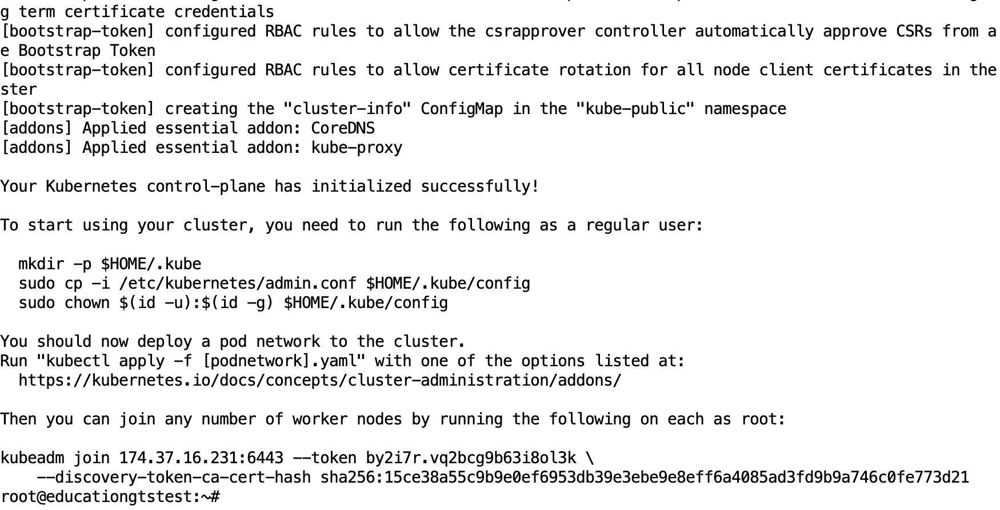 g term certificate credentials
[bootstrap-token] configured RBAC rules to allow the csrapprover controller automatically approve CSRs from a
e Bootstrap Token
[bootstrap-token] configured RBAC rules to allow certificate rotation for all node client certificates in the
ster
[bootstrap-token] creating the "cluster-info" ConfigMap in the "kube-public" namespace
[addons] Applied essential addon: CoreDNS
[addons] Applied essential addon: kube-proxy
Your Kubernetes control-plane has initialized successfully!
To start using your cluster, you need to run the following as a regular user:
mkdir -p $HOME/.kube
sudo cp -i /etc/kubernetes/admin.conf $HOME/.kube/config
sudo chown $(id -u):$(id -g) $HOME/.kube/config
You should now deploy a pod network to the cluster.
Run "kubectl apply -f [podnetwork].yaml" with one of the options listed at:
https://kubernetes.io/docs/concepts/cluster-administration/addons/
Then you can join any number of worker nodes by running the following on each as root:
kubeadm join 174.37.16.231:6443 --token by2i7r.vq2bcg9b63i8ol3k \
--discovery-token-ca-cert-hash sha256:15ce38a55c9b9e0ef6953db39e3ebe9e8eff6a4085ad3fd9b9a746c0fe773d21
root@educationgtstest:~#